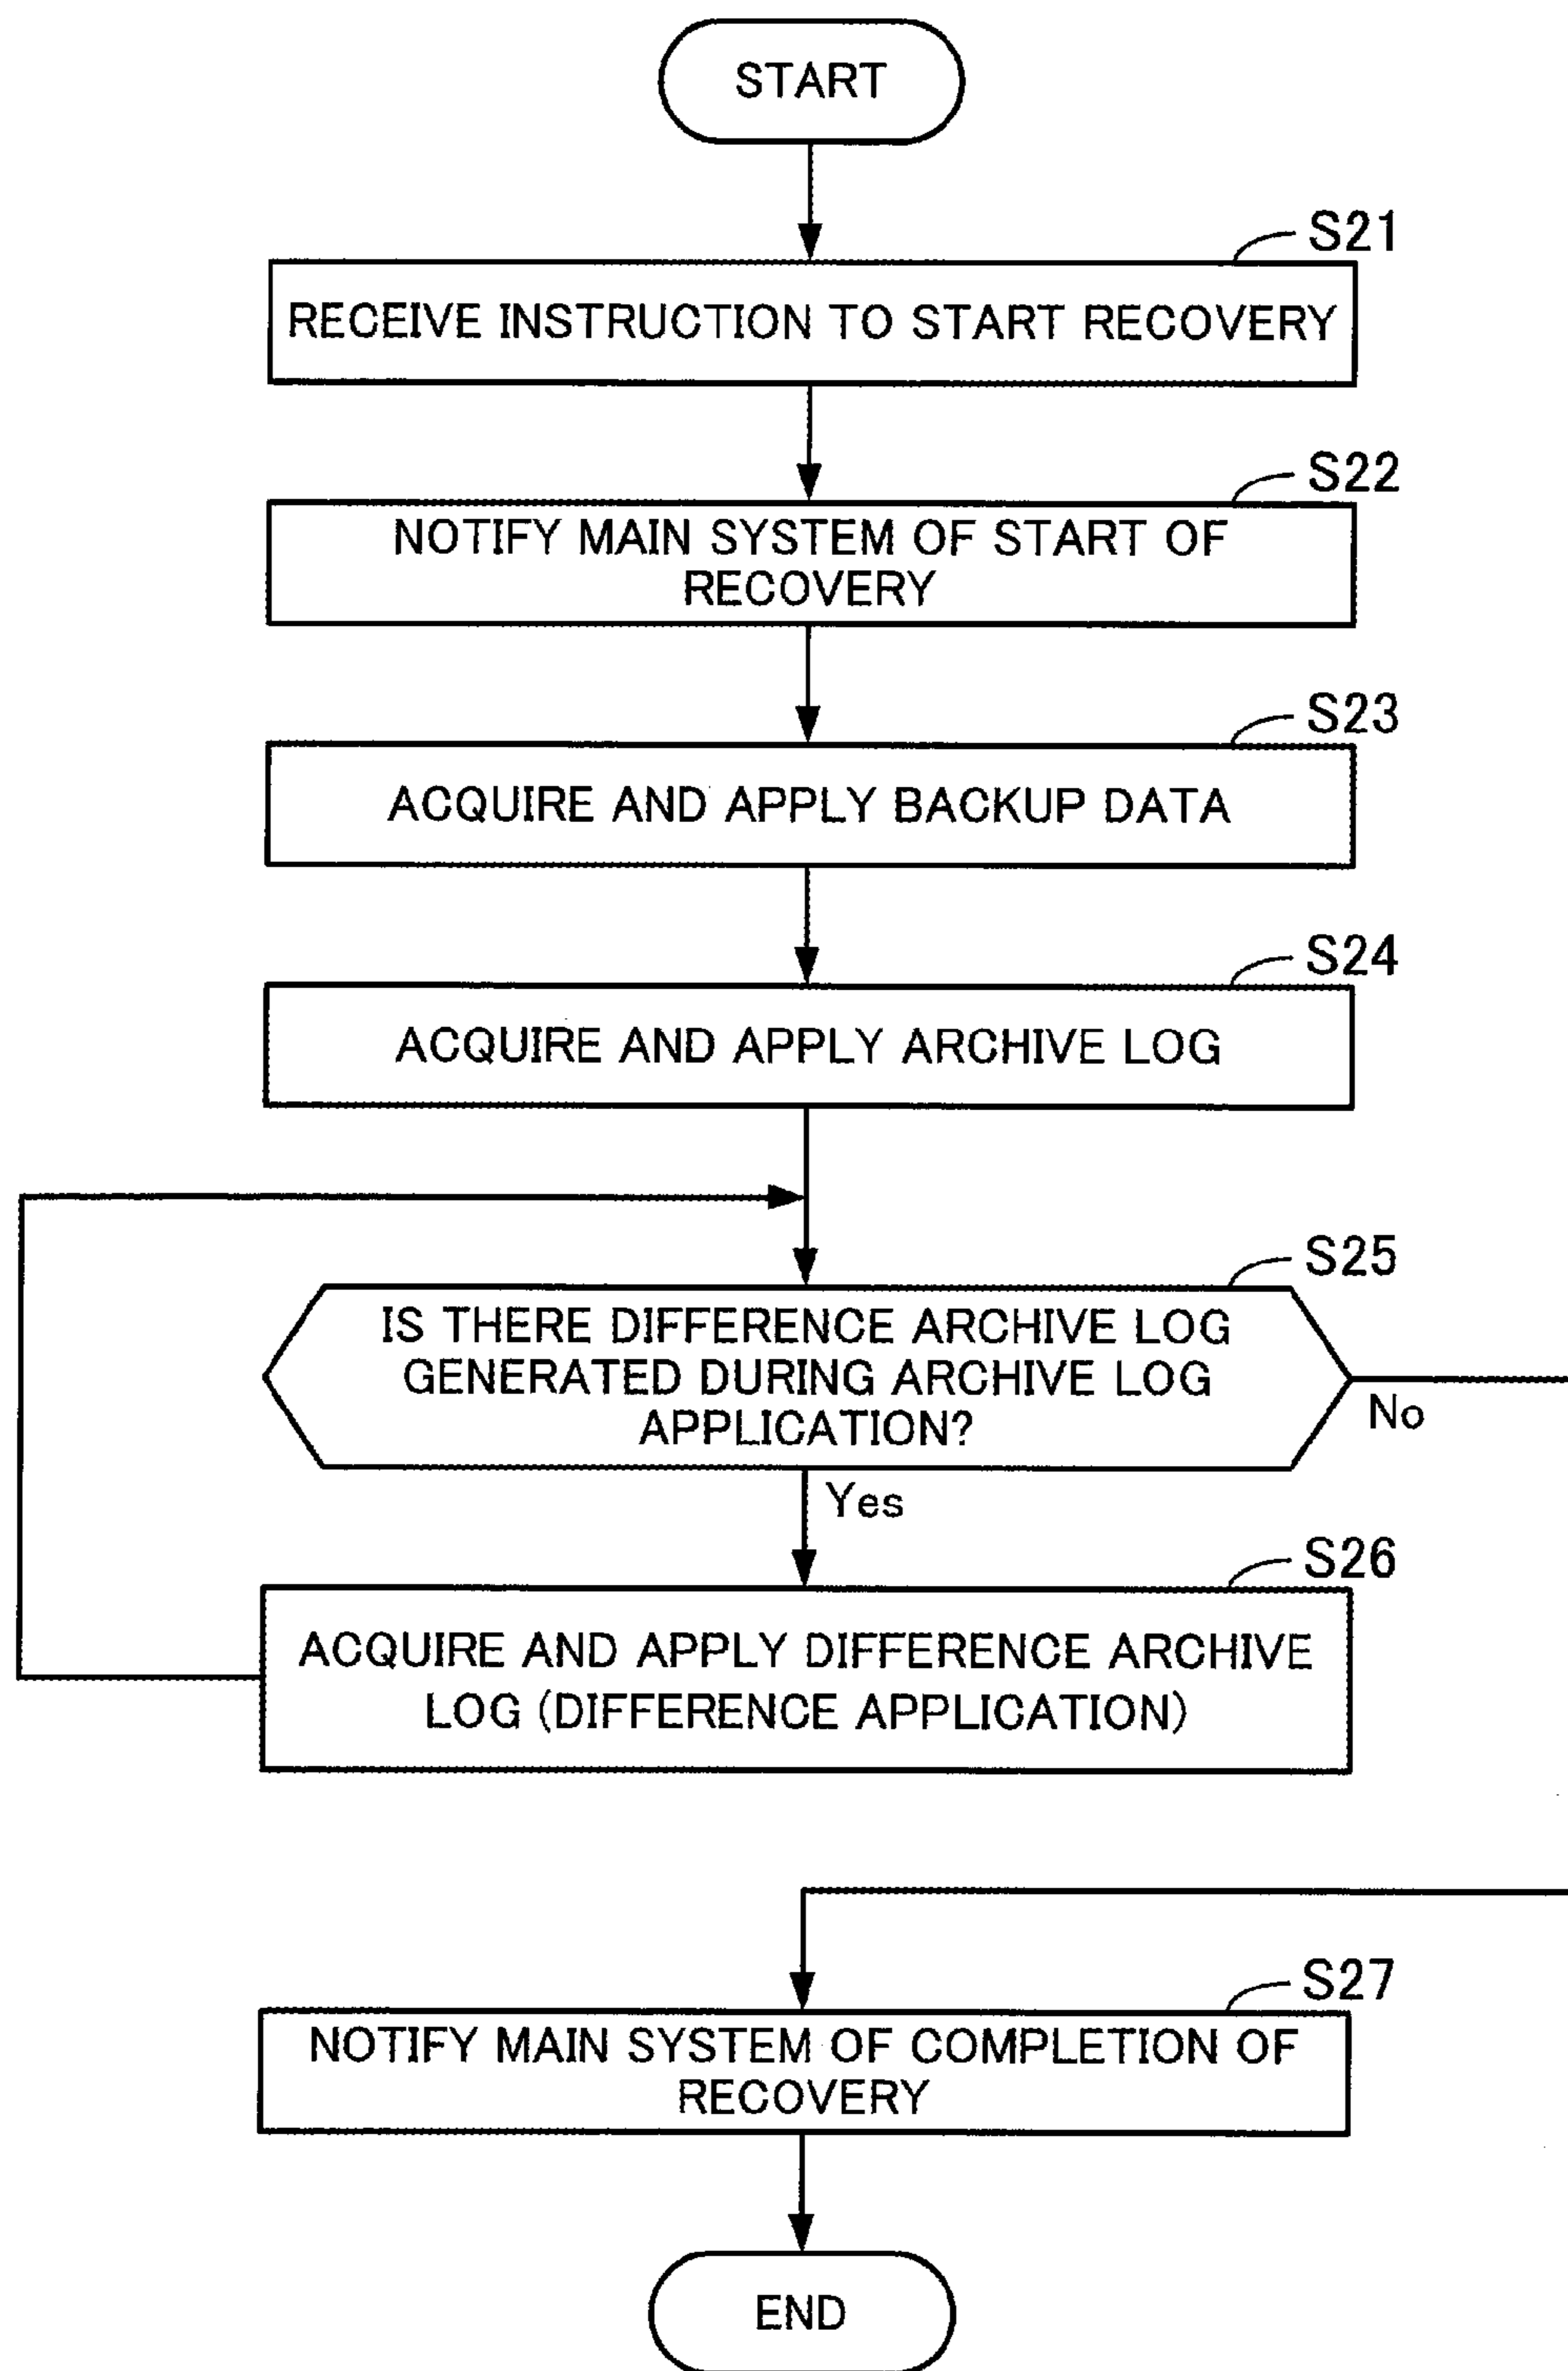 START
S21
RECEIVE INSTRUCTION TO START RECOVERY
S22
NOTIFY MAIN SYSTEM OF START OF
RECOVERY
S23
ACQUIRE AND APPLY BACKUP DATA
S24
ACQUIRE AND APPLY ARCHIVE LOG
S25
IS THERE DIFFERENCE ARCHIVE LOG
GENERATED DURING ARCHIVE LOG
APPLICATION?
No
Yes
S26
ACQUIRE AND APPLY DIFFERENCE ARCHIVE
LOG (DIFFERENCE APPLICATION)
S27
NOTIFY MAIN SYSTEM OF COMPLETION OF
RECOVERY
END